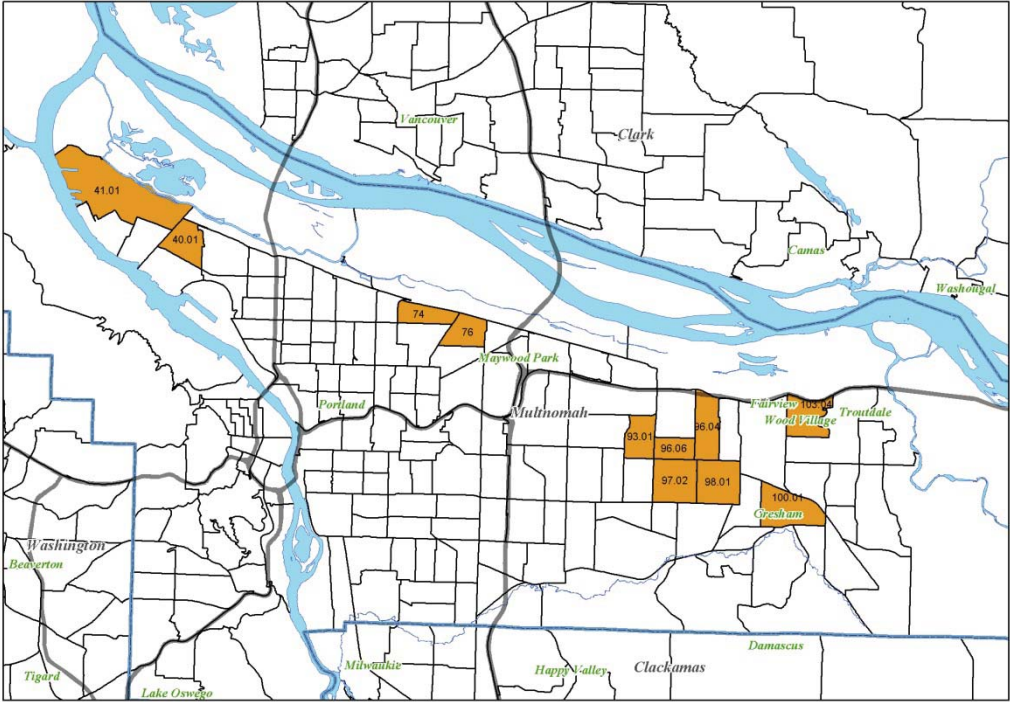 Vancouver
Clark
41.01
40.01
Camas
Washougal
74
76
Maywood Park
Portland
Multnomah
Fairview
103.04
Wood Village
Troutdale
93.01
96.04
96.06
97.02
98.01
100.01
Gresham
Washington
Beaverton
Tigard
Lake Oswego
Milwaukie
Happy Valley
Clackamas
Damascus